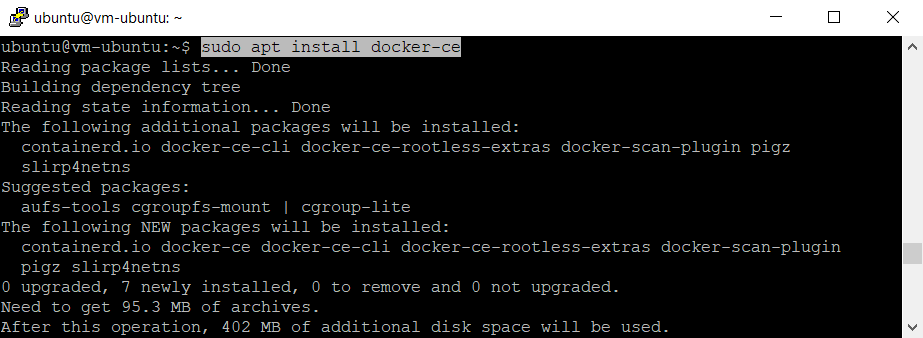 ubuntu@vm-ubuntu: ~
ubuntu@vm-ubuntu:~$ sudo apt install docker-ce
Reading package lists... Done
Building dependency tree
Reading state information... Done
The following additional packages will be installed:
  containerd.io docker-ce-cli docker-ce-rootless-extras docker-scan-plugin pigz
  slirp4netns
Suggested packages:
  aufs-tools cgroupfs-mount | cgroup-lite
The following NEW packages will be installed:
  containerd.io docker-ce docker-ce-cli docker-ce-rootless-extras docker-scan-plugin
  pigz slirp4netns
0 upgraded, 7 newly installed, 0 to remove and 0 not upgraded.
Need to get 95.3 MB of archives.
After this operation, 402 MB of additional disk space will be used.